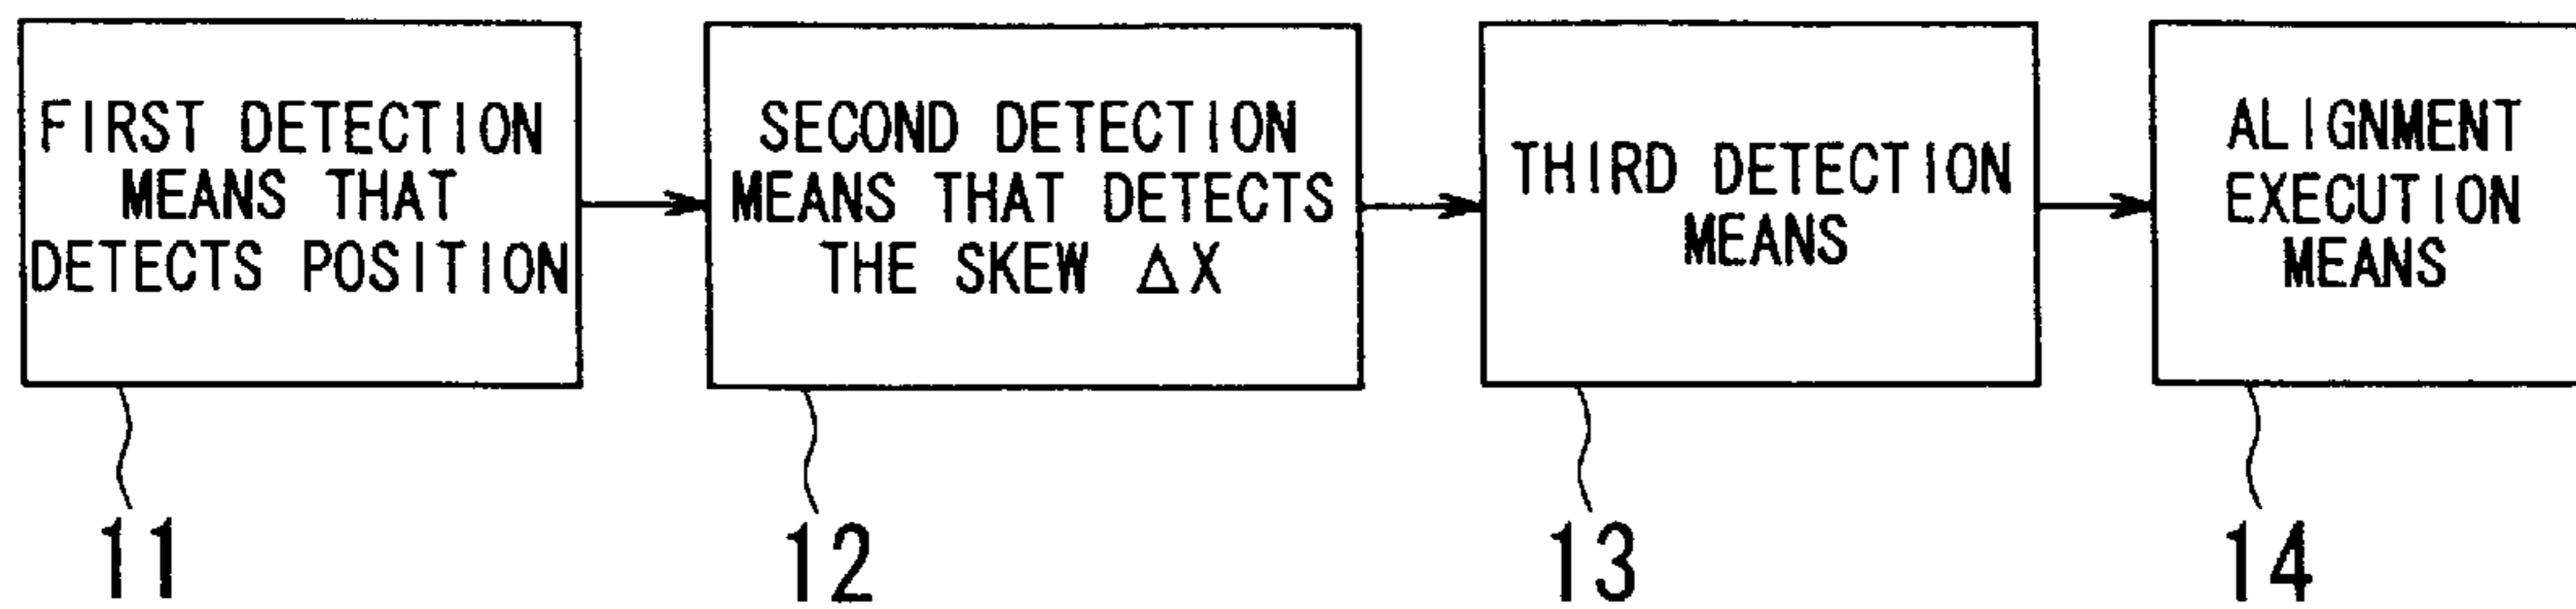 FIRST DETECTION
MEANS THAT
DETECTS POSITION
SECOND DETECTION
MEANS THAT DETECTS
THE SKEW ΔX
THIRD DETECTION
MEANS
ALIGNMENT
EXECUTION
MEANS
11
12
13
14